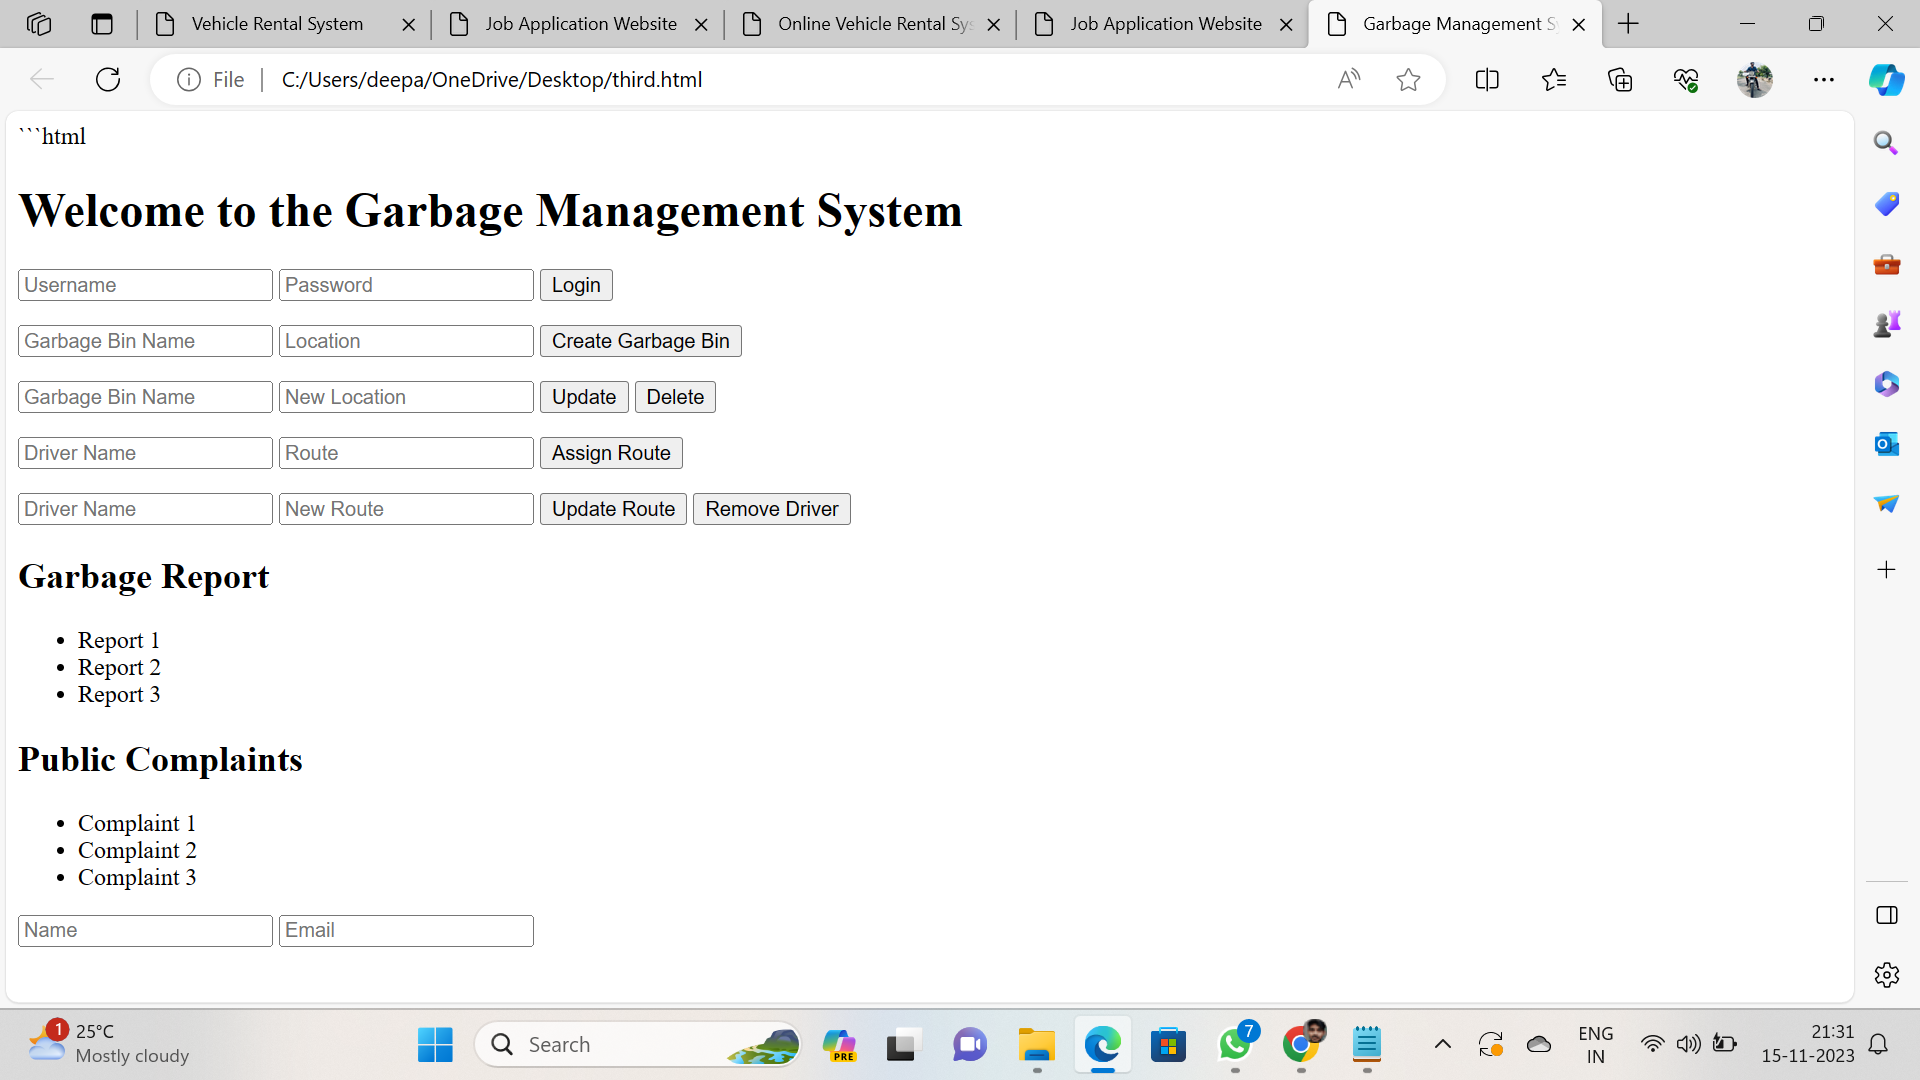 Vehicle Rental System
Job Application Website
Online Vehicle Rental Sys
Job Application Website
Garbage Management S
File
C:/Users/deepa/OneDrive/Desktop/third.html
```html
Welcome to the Garbage Management System
Username Password Login
Garbage Bin Name Location Create Garbage Bin
Garbage Bin Name New Location Update Delete
Driver Name Route Assign Route
Driver Name New Route Update Route Remove Driver
Garbage Report
• Report 1
• Report 2
• Report 3
Public Complaints
• Complaint 1
• Complaint 2
• Complaint 3
Name Email
1
25°C
Mostly cloudy
Search
PRE
7
ENG
IN
21:31
15-11-2023